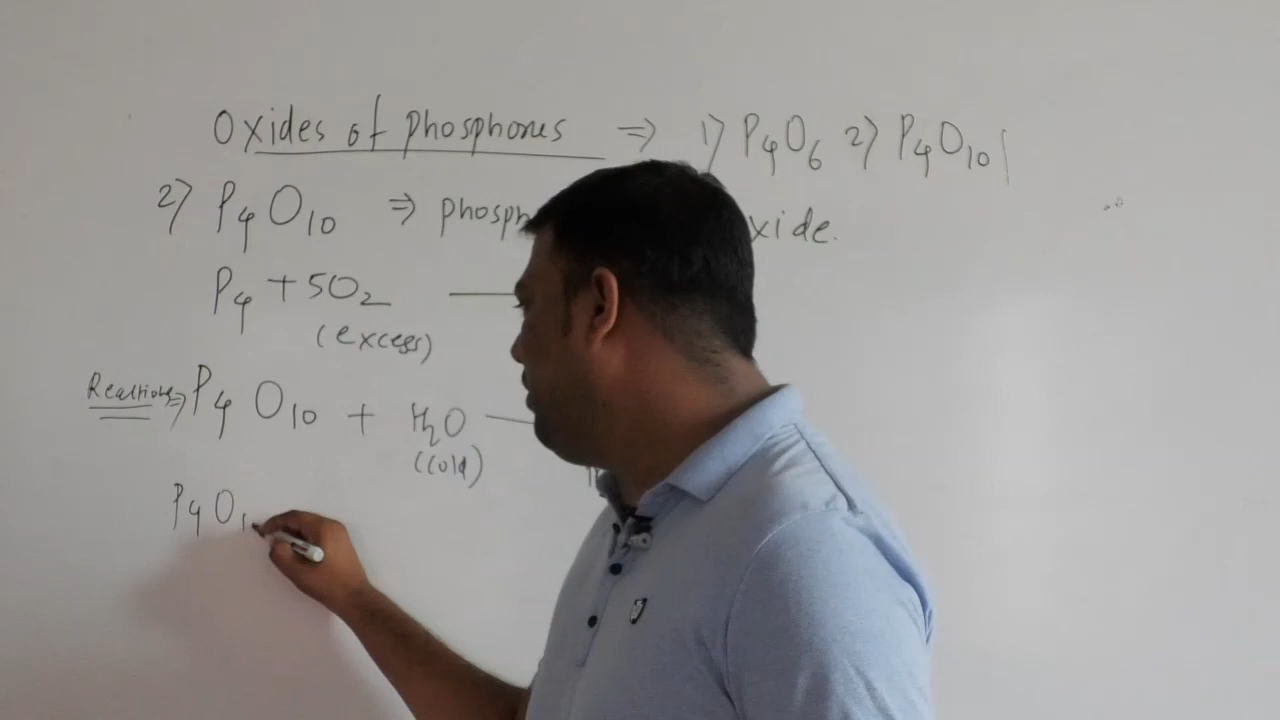 Oxides of phosphorus => 1) P4O6 2) P4O10
2) P4O10 => phosph xide.
P4 + 5O2
(excess)
Reactions => P4O10 + H2O
(cold)
P4O1